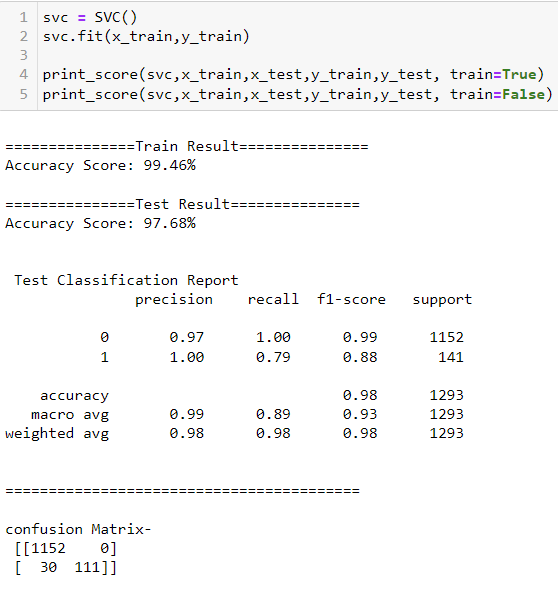 1 svc = SVC()
2 svc.fit(x_train,y_train)
3
4 print_score(svc,x_train,x_test,y_train,y_test, train=True)
5 print_score(svc,x_train,x_test,y_train,y_test, train=False)
===============Train Result===============
Accuracy Score: 99.46%
===============Test Result===============
Accuracy Score: 97.68%
Test Classification Report
precision recall f1-score support
0 0.97 1.00 0.99 1152
1 1.00 0.79 0.88 141
accuracy 0.98 1293
macro avg 0.99 0.89 0.93 1293
weighted avg 0.98 0.98 0.98 1293
=========================================
confusion Matrix-
[[1152 0]
[ 30 111]]